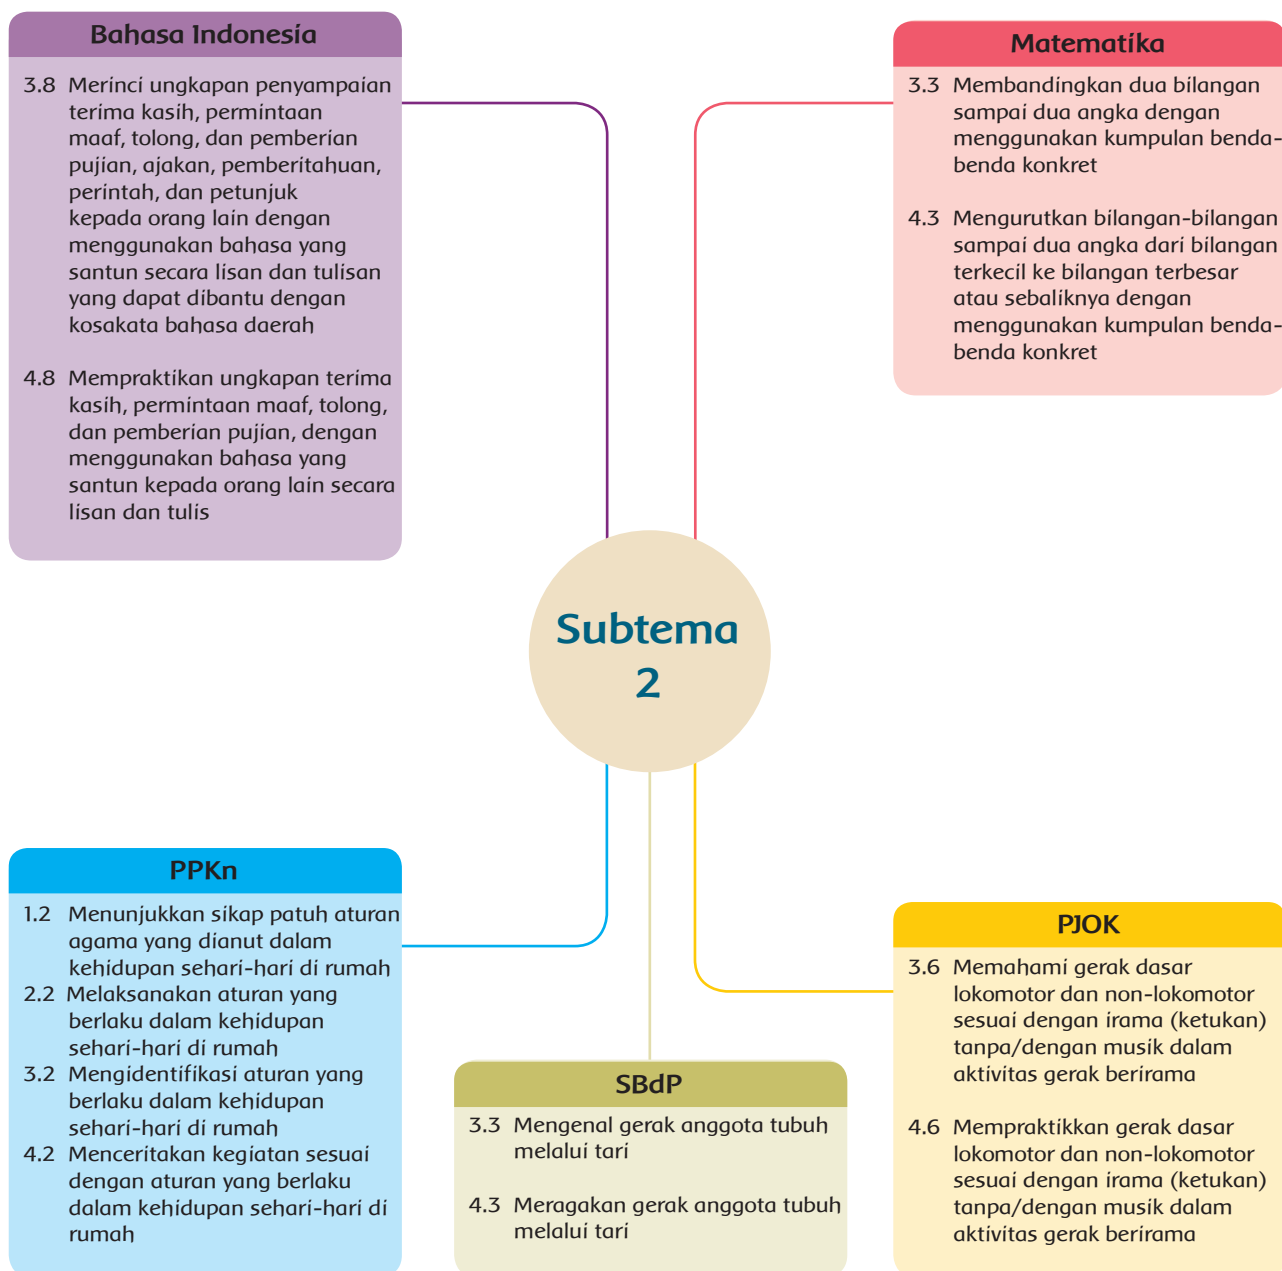 Bahasa Indonesia
3.8 Merinci ungkapan penyampaian
terima kasih, permintaan
maaf, tolong, dan pemberian
pujian, ajakan, pemberitahuan,
perintah, dan petunjuk
kepada orang lain dengan
menggunakan bahasa yang
santun secara lisan dan tulisan
yang dapat dibantu dengan
kosakata bahasa daerah
4.8 Mempraktikan ungkapan terima
kasih, permintaan maaf, tolong,
dan pemberian pujian, dengan
menggunakan bahasa yang
santun kepada orang lain secara
lisan dan tulis
Matematika
3.3 Membandingkan dua bilangan
sampai dua angka dengan
menggunakan kumpulan benda-
benda konkret
4.3 Mengurutkan bilangan-bilangan
sampai dua angka dari bilangan
terkecil ke bilangan terbesar
atau sebaliknya dengan
menggunakan kumpulan benda-
benda konkret
Subtema
2
PPKn
1.2 Menunjukkan sikap patuh aturan
agama yang dianut dalam
kehidupan sehari-hari di rumah
2.2 Melaksanakan aturan yang
berlaku dalam kehidupan
sehari-hari di rumah
3.2 Mengidentifikasi aturan yang
berlaku dalam kehidupan
sehari-hari di rumah
4.2 Menceritakan kegiatan sesuai
dengan aturan yang berlaku
dalam kehidupan sehari-hari di
rumah
SBdP
3.3 Mengenal gerak anggota tubuh
melalui tari
4.3 Meragakan gerak anggota tubuh
melalui tari
PJOK
3.6 Memahami gerak dasar
lokomotor dan non-lokomotor
sesuai dengan irama (ketukan)
tanpa/dengan musik dalam
aktivitas gerak berirama
4.6 Mempraktikkan gerak dasar
lokomotor dan non-lokomotor
sesuai dengan irama (ketukan)
tanpa/dengan musik dalam
aktivitas gerak berirama